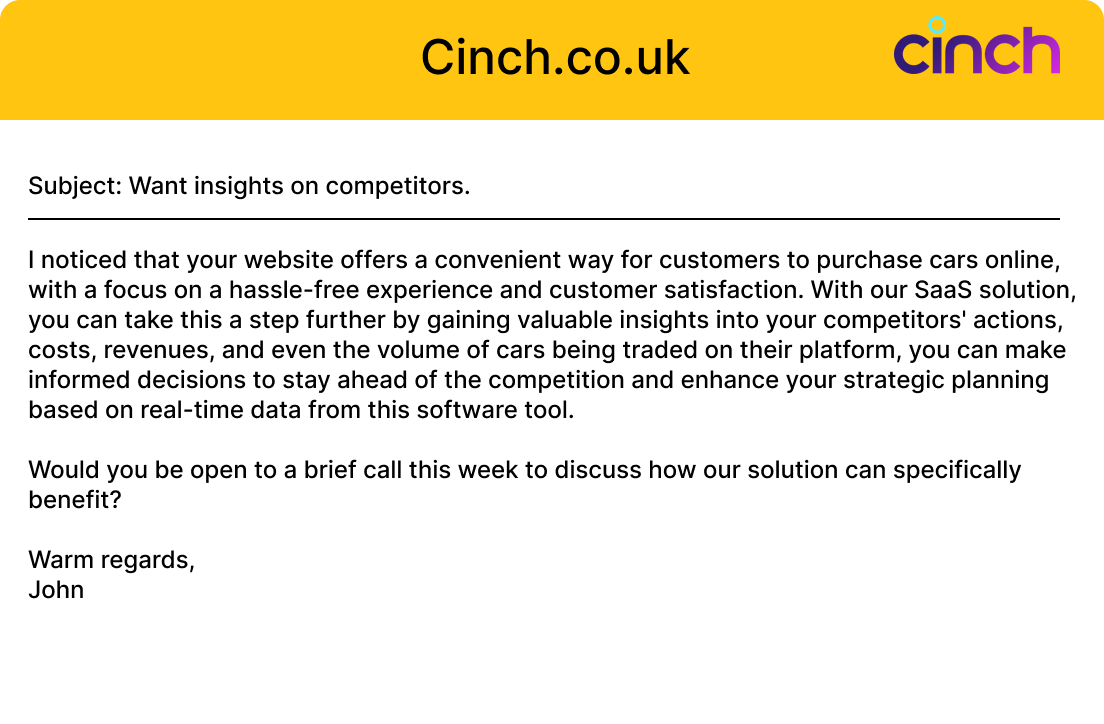 Cinch.co.uk
cinch
Subject: Want insights on competitors.
I noticed that your website offers a convenient way for customers to purchase cars online,
with a focus on a hassle-free experience and customer satisfaction. With our SaaS solution,
you can take this a step further by gaining valuable insights into your competitors' actions,
costs, revenues, and even the volume of cars being traded on their platform, you can make
informed decisions to stay ahead of the competition and enhance your strategic planning
based on real-time data from this software tool.
Would you be open to a brief call this week to discuss how our solution can specifically
benefit?
Warm regards,
John